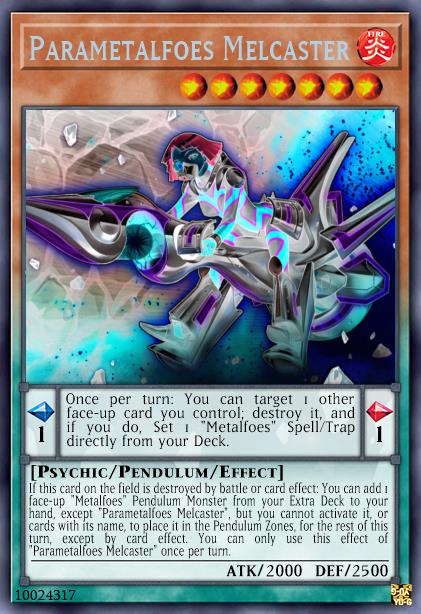 Parametalfoes Melcaster
FIRE
炎
Once per turn: You can target 1 other
face-up card you control; destroy it, and
if you do, Set 1 "Metalfoes" Spell/Trap
directly from your Deck.
1
1
[Psychic/Pendulum/Effect]
If this card on the field is destroyed by battle or card effect: You can add 1
face-up "Metalfoes" Pendulum Monster from your Extra Deck to your
hand, except "Parametalfoes Melcaster", but you cannot activate it, or
cards with its name, to place it in the Pendulum Zones, for the rest of this
turn, except by card effect. You can only use this effect of
"Parametalfoes Melcaster" once per turn.
ATK/2000 DEF/2500
10024317